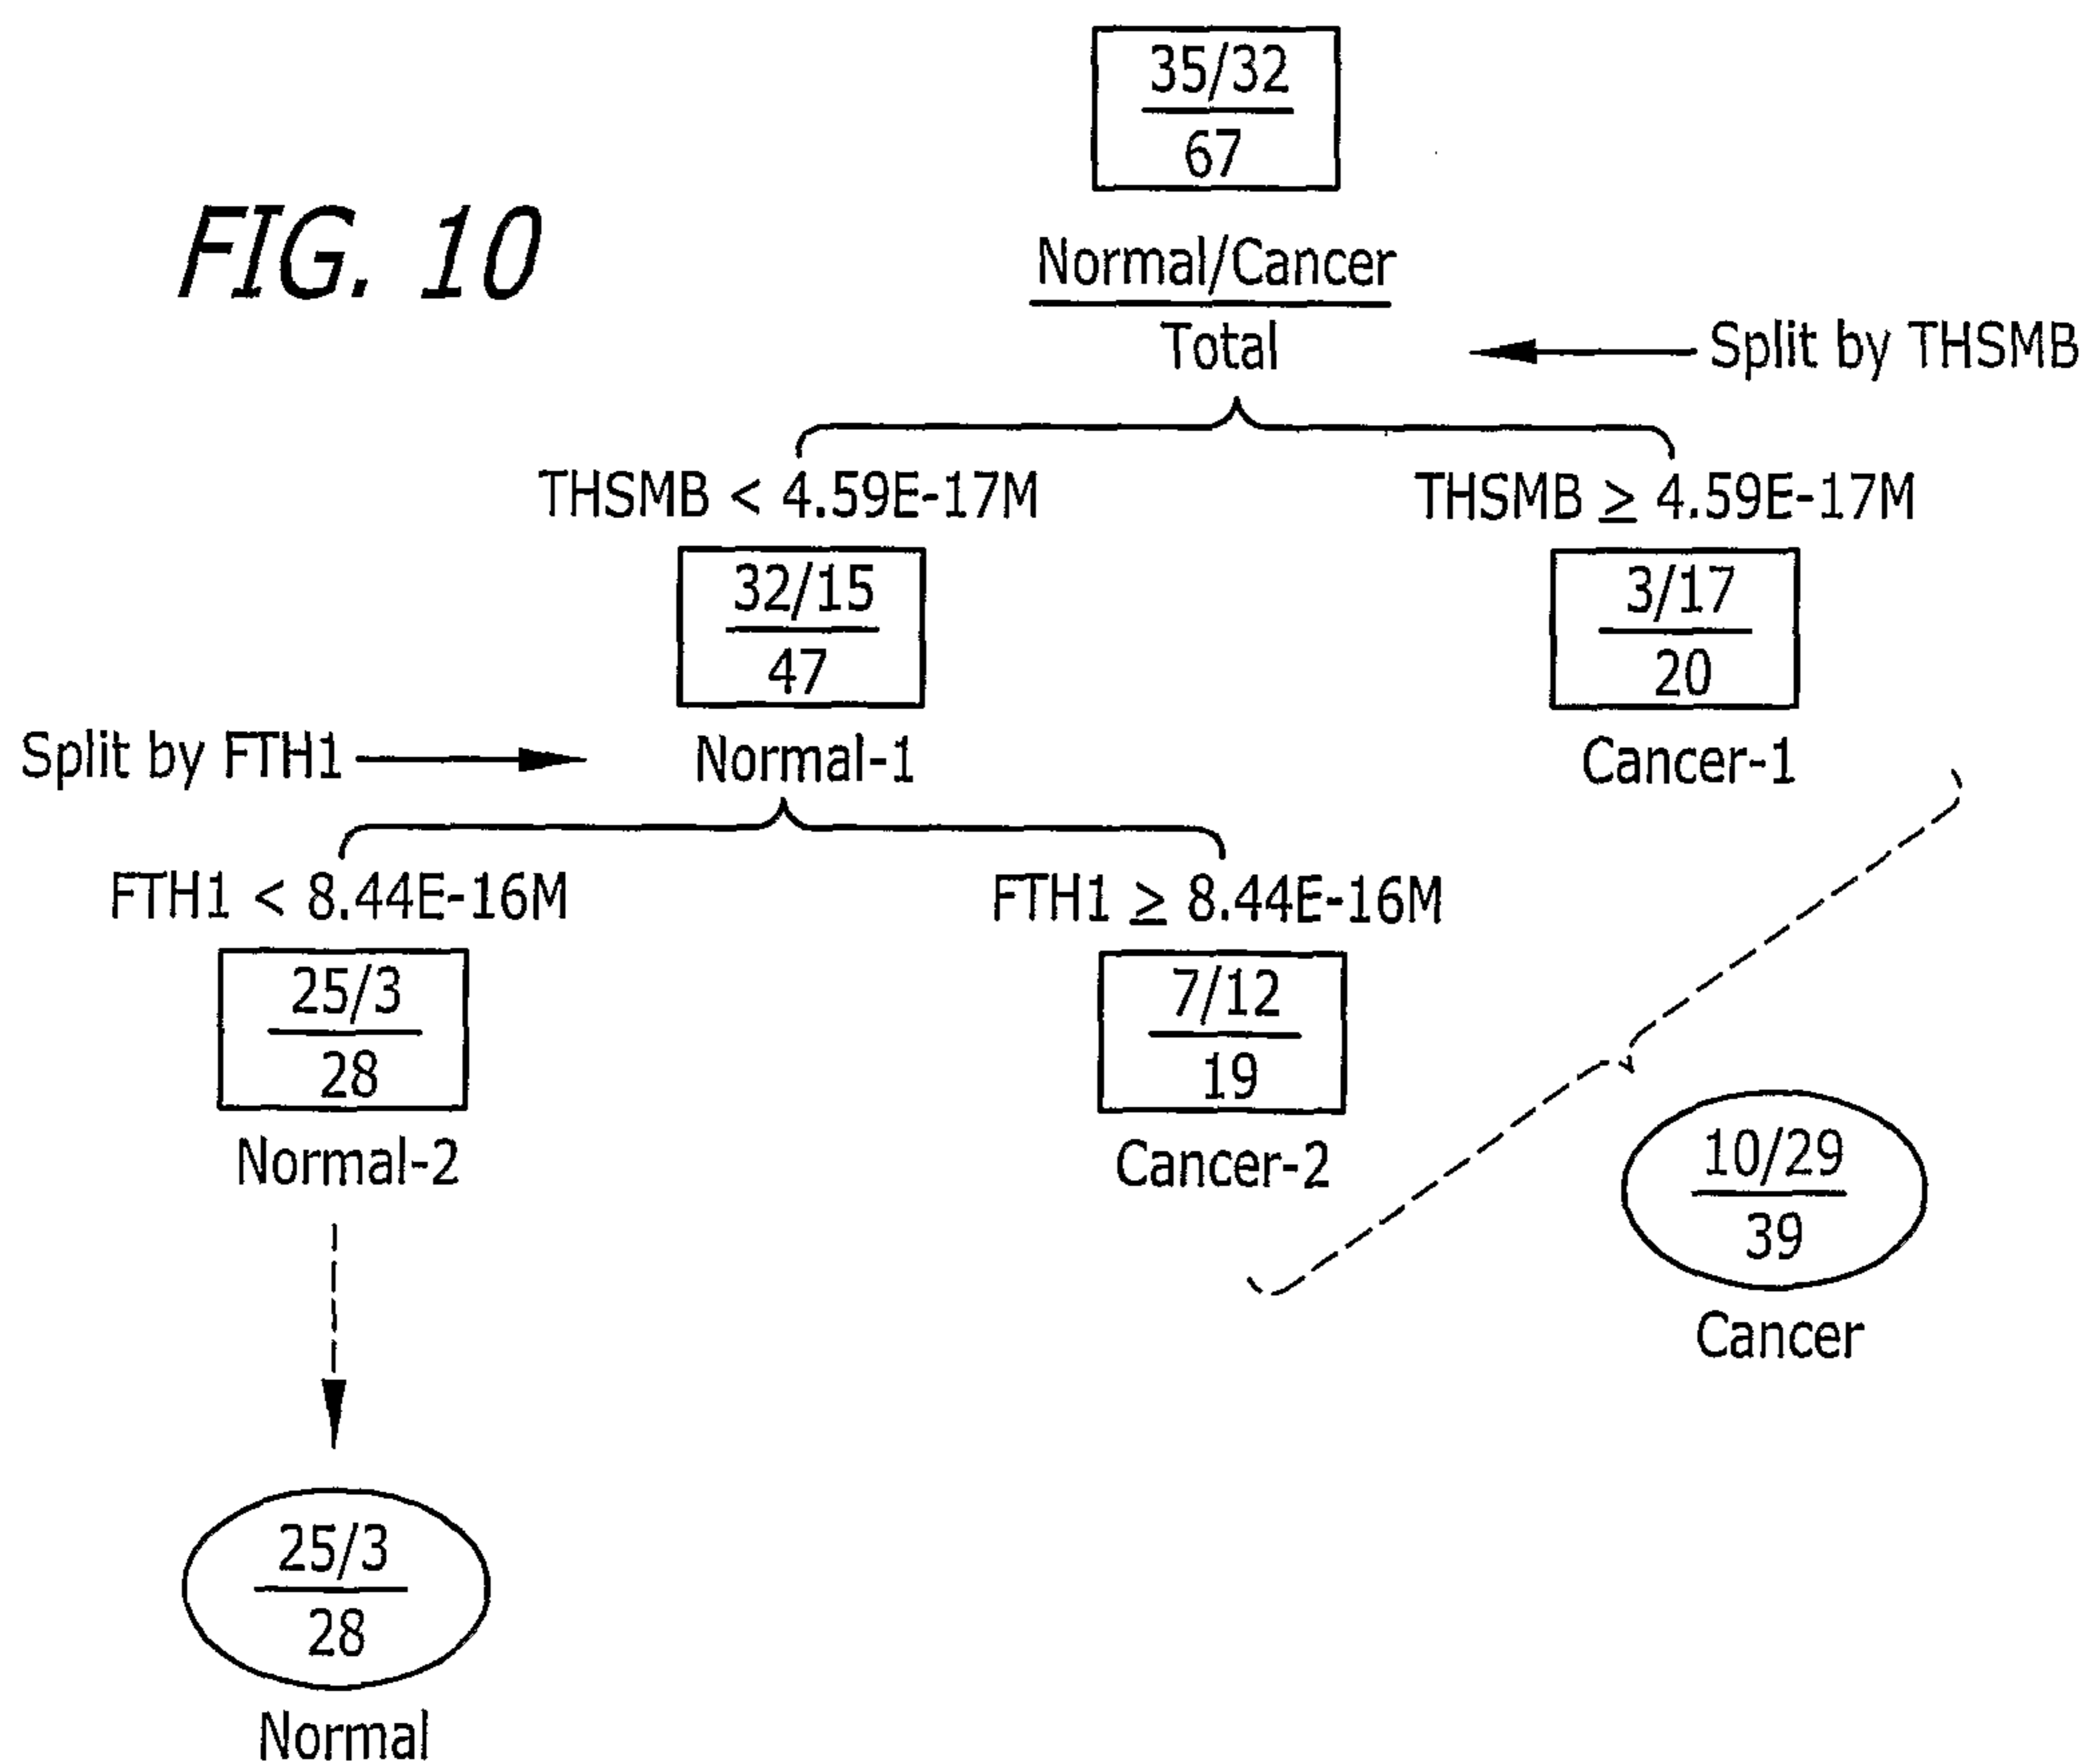 35/32
67
FIG. 10
Normal/Cancer
Total
Split by THSMB
THSMB < 4.59E-17M
THSMB ≥ 4.59E-17M
32/15
47
3/17
20
Split by FTH1
Normal-1
Cancer-1
FTH1 < 8.44E-16M
FTH1 ≥ 8.44E-16M
25/3
28
7/12
19
Normal-2
Cancer-2
10/29
39
Cancer
25/3
28
Normal